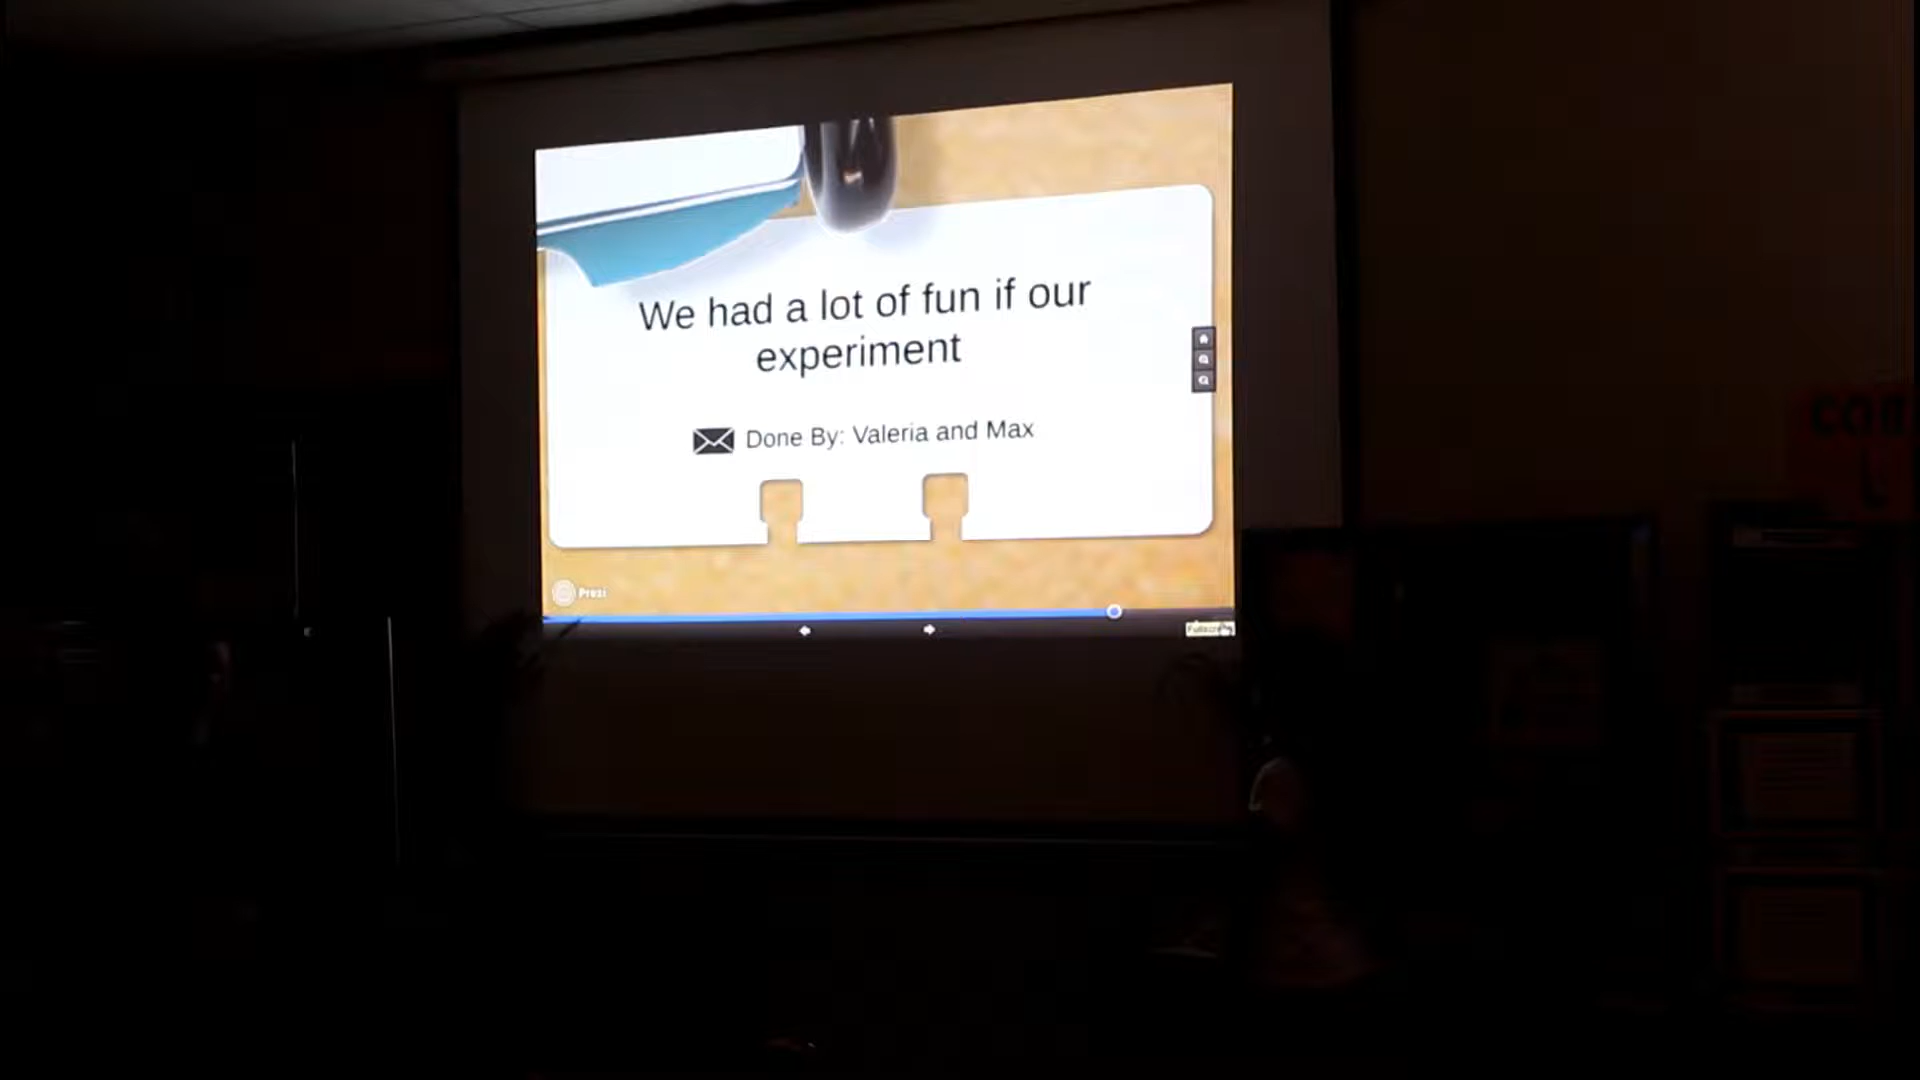 We had a lot of fun if our
experiment
Done By: Valeria and Max
Prezi